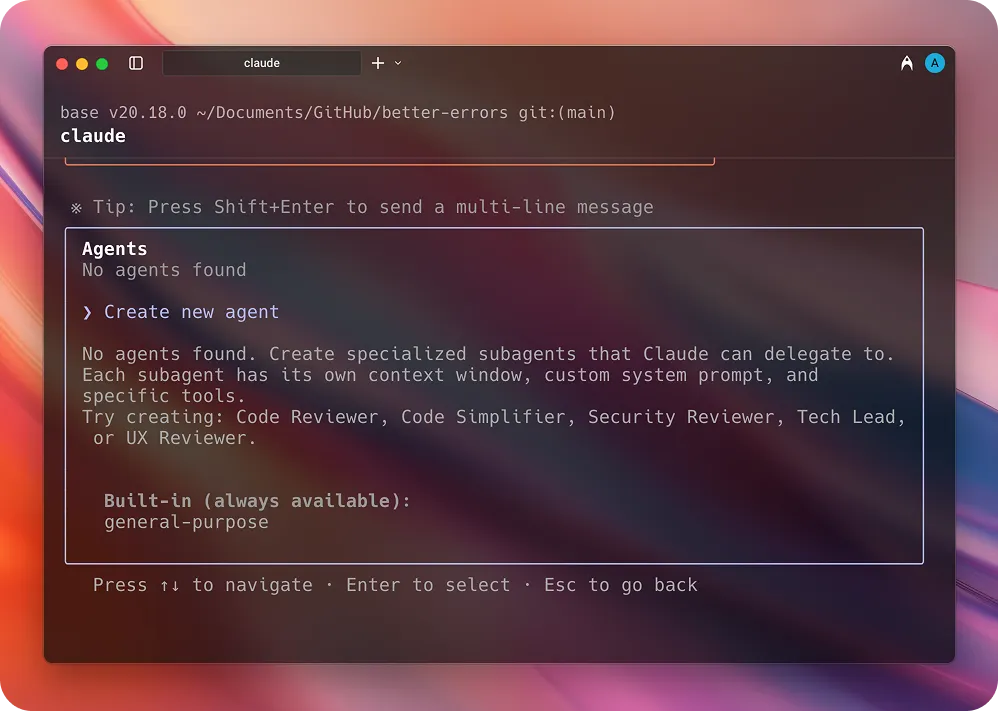 claude
A
base v20.18.0 ~/Documents/GitHub/better-errors git:(main)
claude
※ Tip: Press Shift+Enter to send a multi-line message
Agents
No agents found
❯ Create new agent
No agents found. Create specialized subagents that Claude can delegate to.
Each subagent has its own context window, custom system prompt, and
specific tools.
Try creating: Code Reviewer, Code Simplifier, Security Reviewer, Tech Lead,
or UX Reviewer.
Built-in (always available):
general-purpose
Press ↑↓ to navigate · Enter to select · Esc to go back